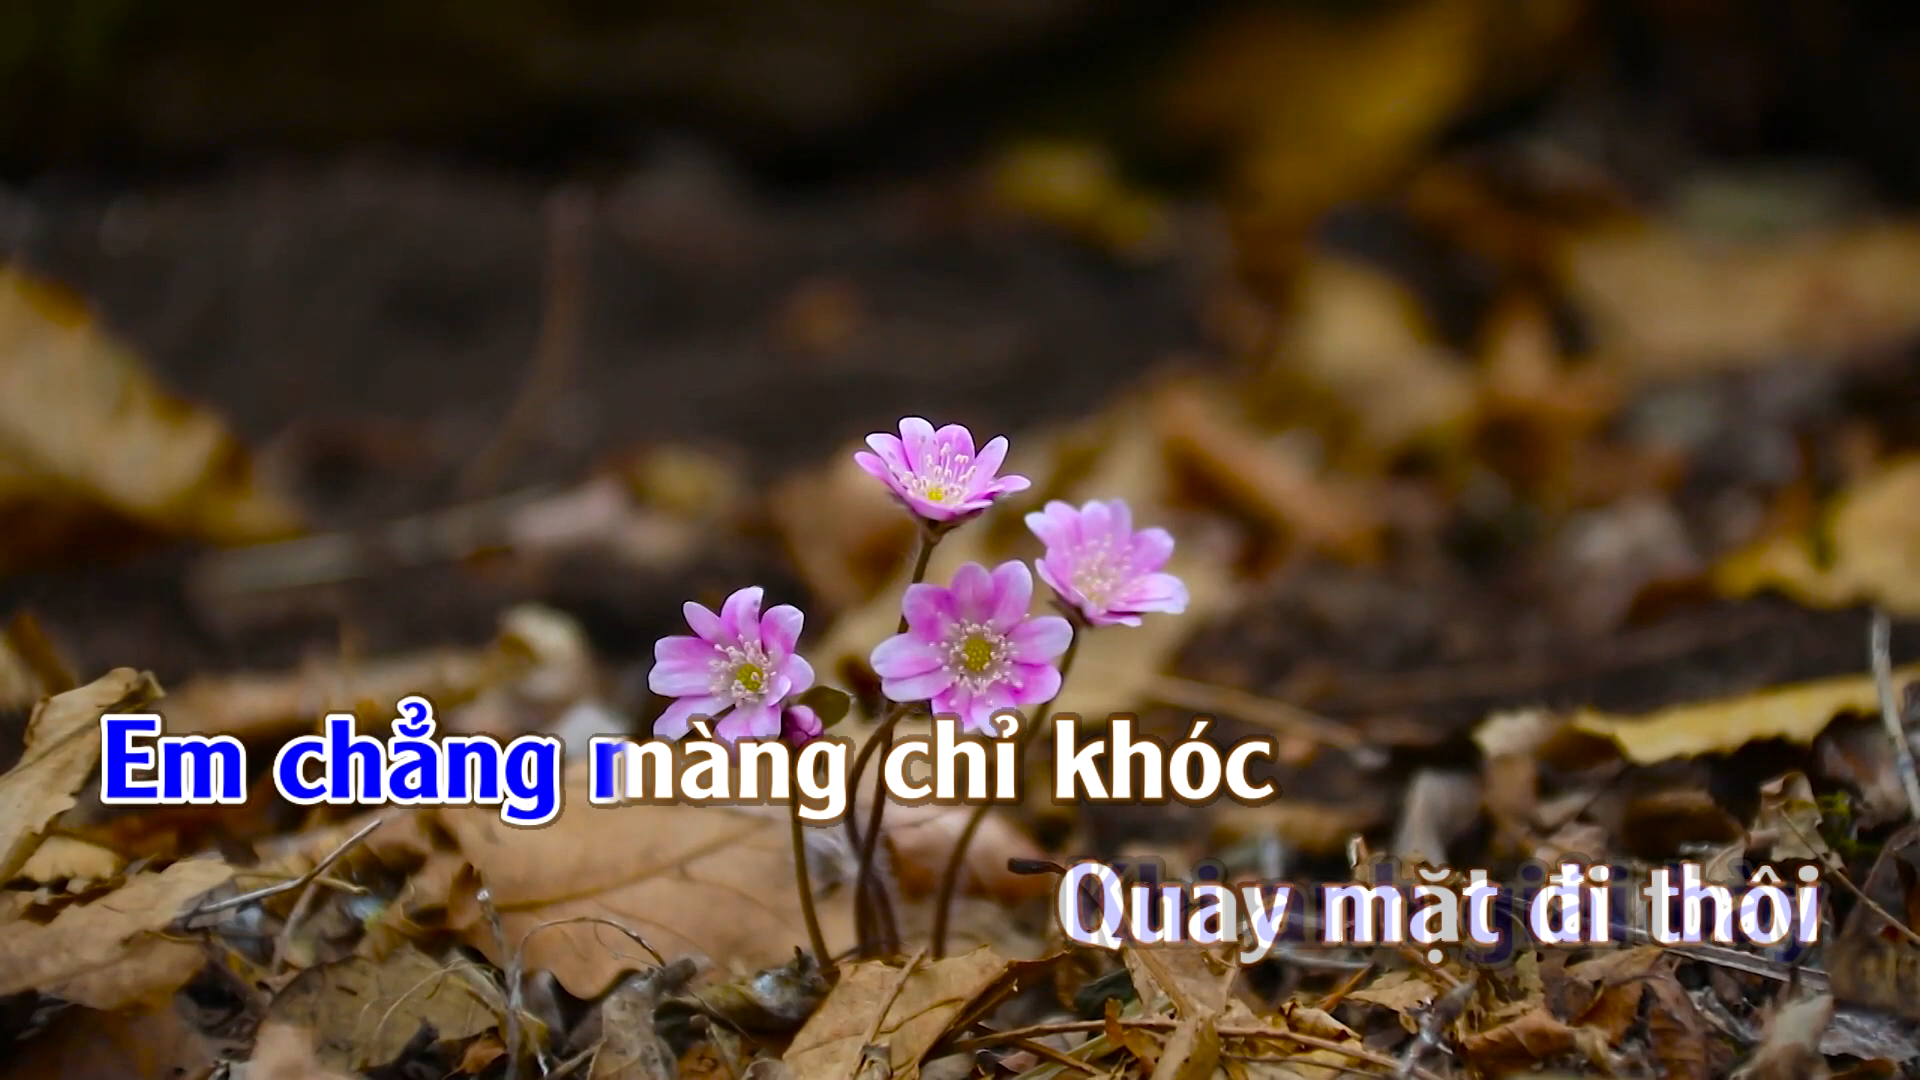 Em chẳng màng chỉ khóc
Quay mặt đi thôi